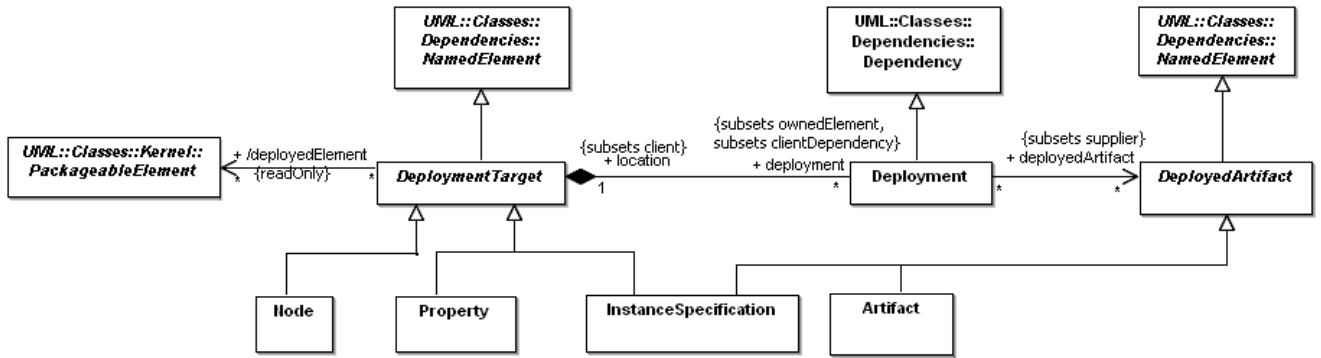 UML::Classes::
Dependencies::
NamedElement
UML::Classes::
Dependencies::
Dependency
UML::Classes::
Dependencies::
NamedElement
UML::Classes::Kernel::
PackageableElement
+ /deployedElement
{readOnly}
*
*
DeploymentTarget
{subsets client}
+ location
1
{subsets ownedElement,
subsets clientDependency}
+ deployment
*
Deployment
{subsets supplier}
+ deployedArtifact
*
*
DeployedArtifact
Node
Property
InstanceSpecification
Artifact